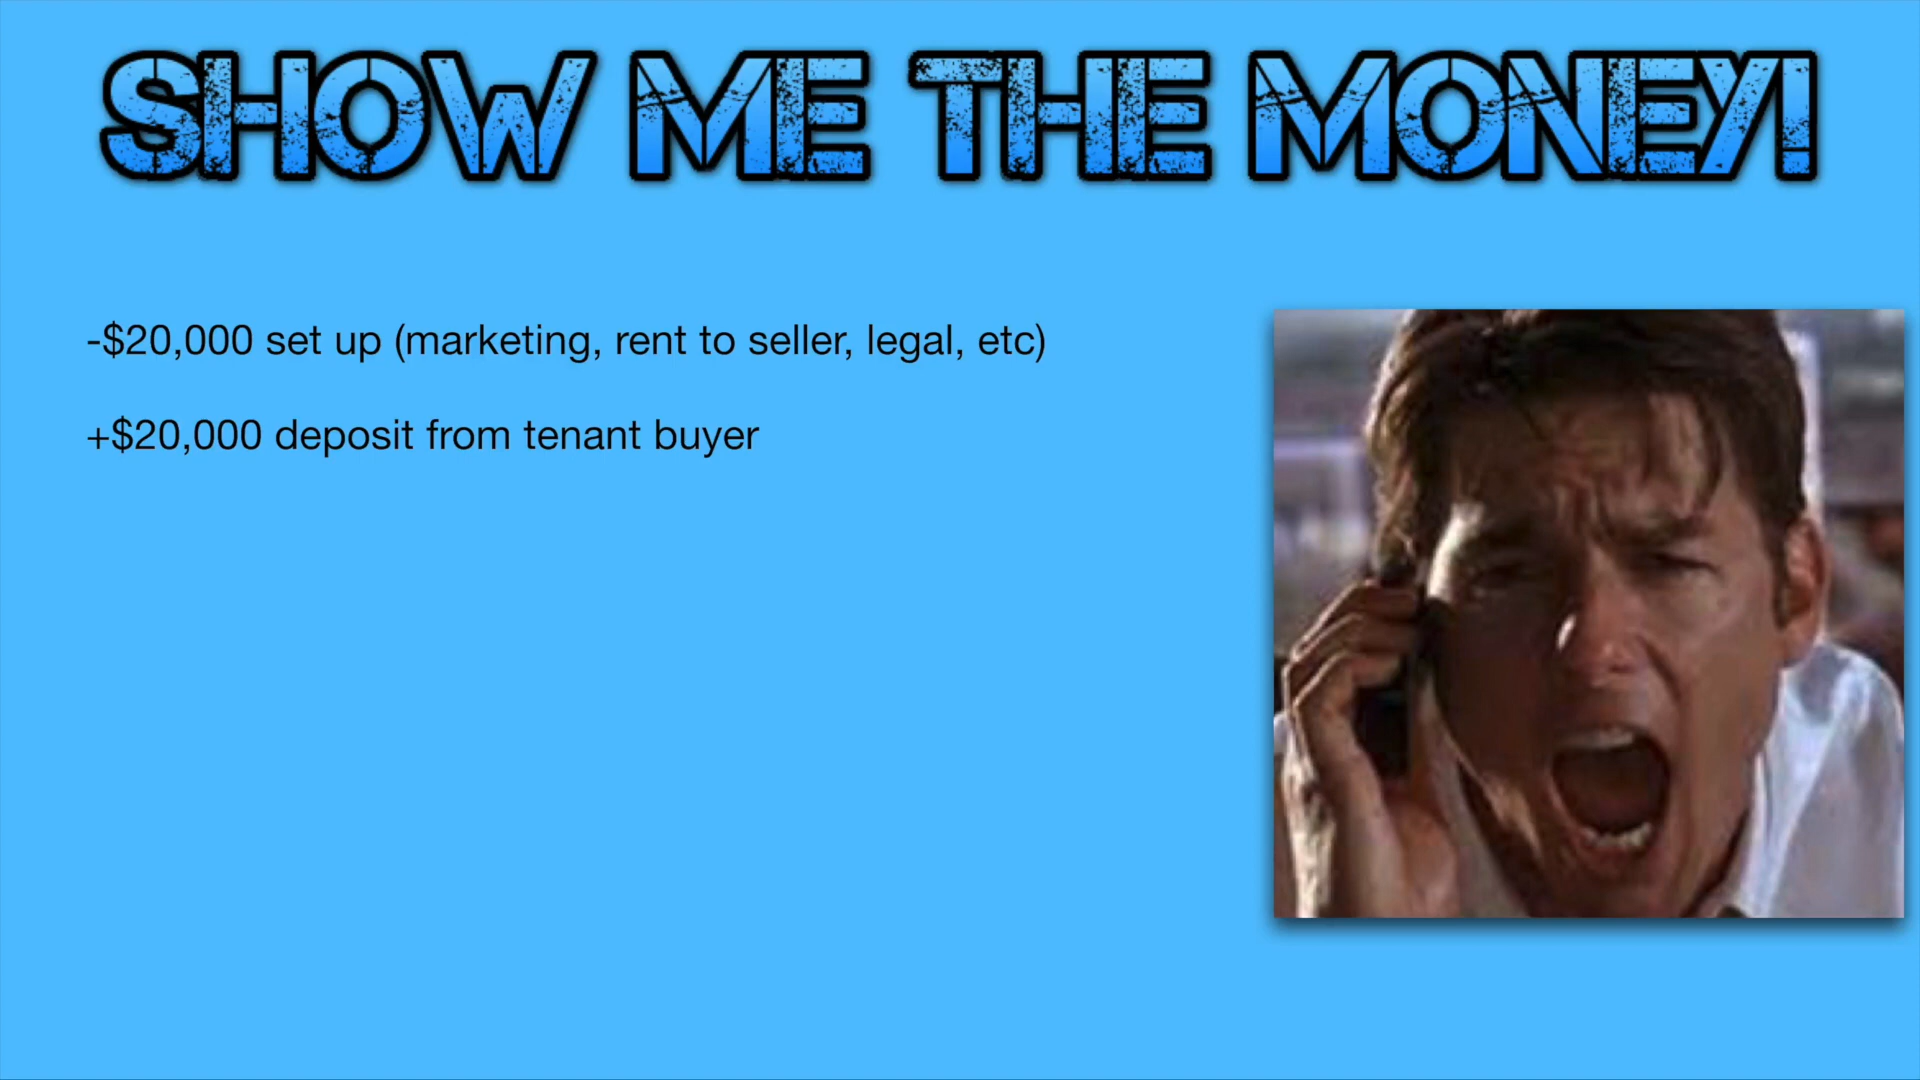 SHOW ME THE MONEY!
-$20,000 set up (marketing, rent to seller, legal, etc)
+$20,000 deposit from tenant buyer